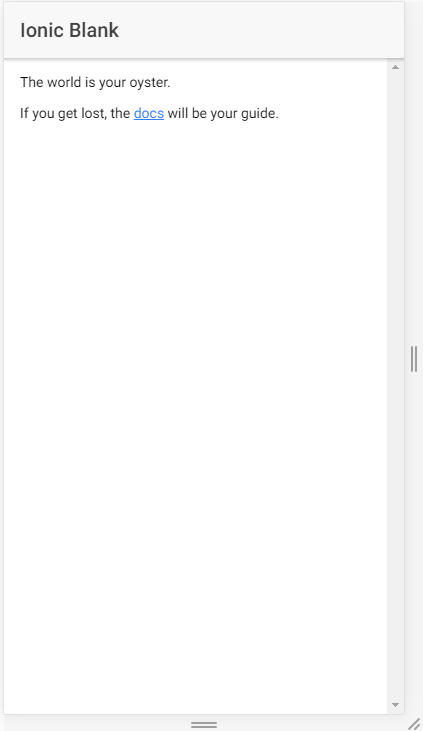 Ionic Blank
The world is your oyster.
If you get lost, the docs will be your guide.